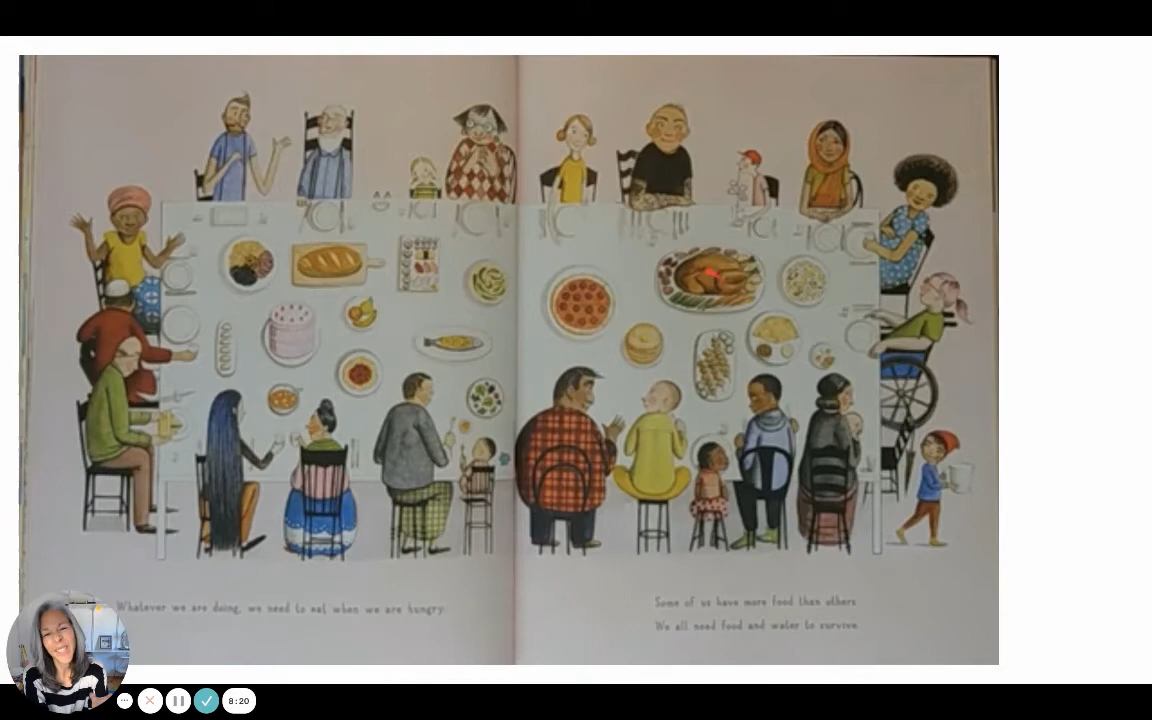 Whatever we are doing, we need to eat when we are hungry.
Some of us have more food than others
We all need food and water to survive
8:20